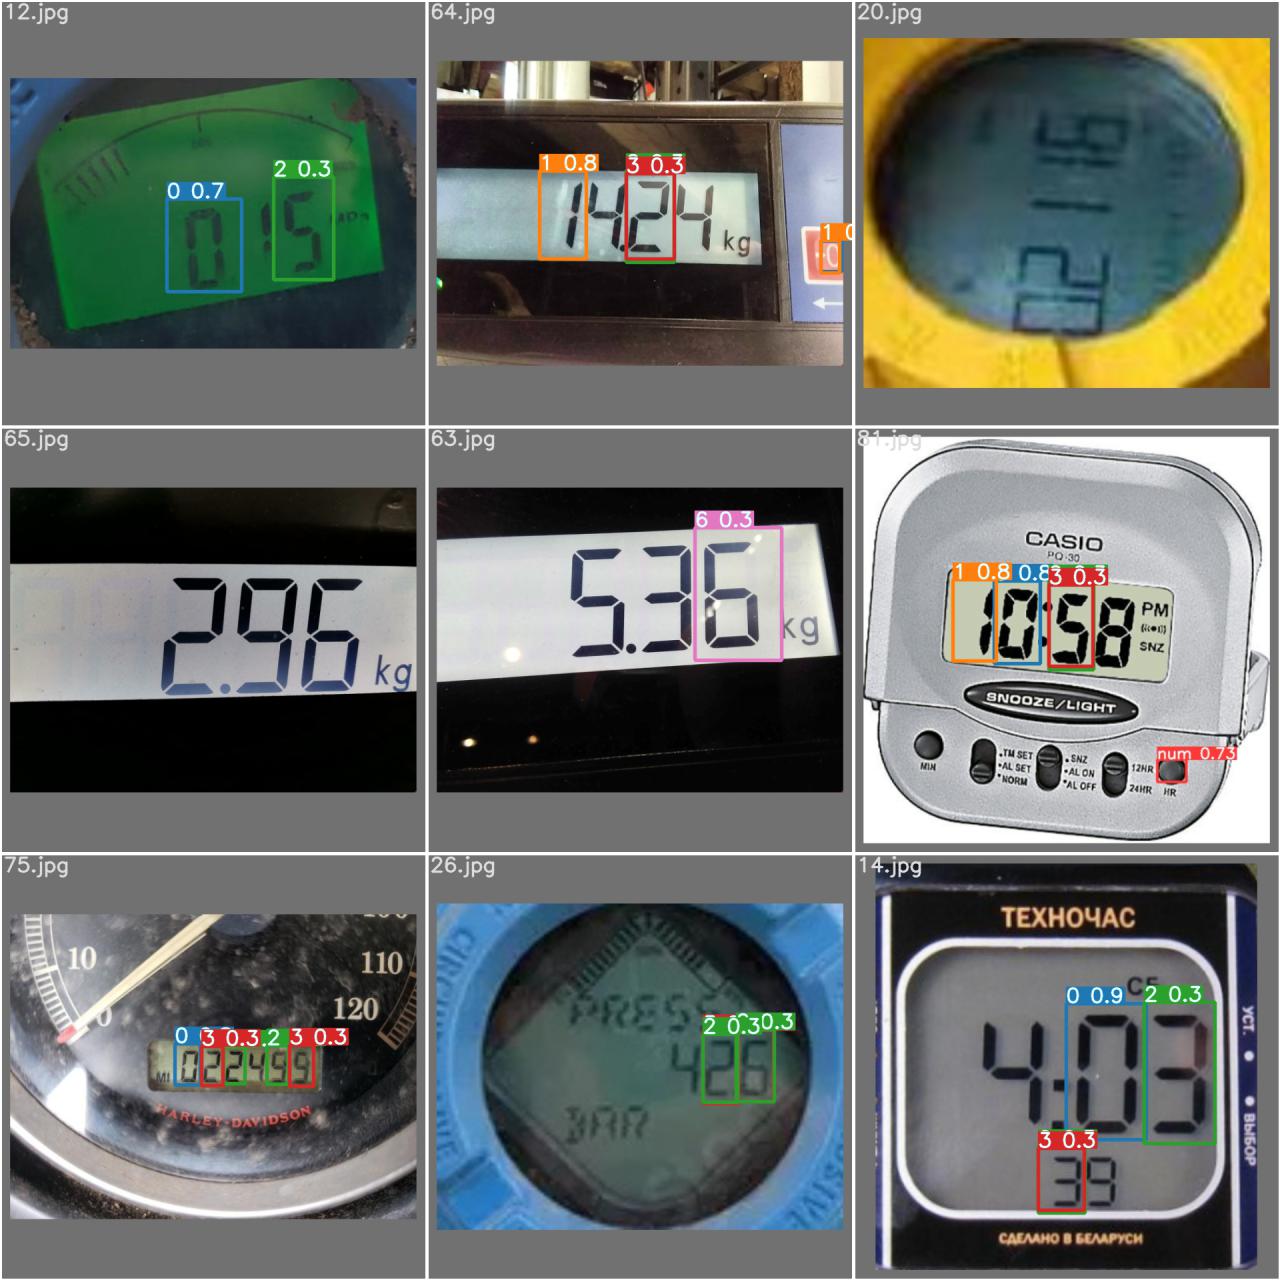 12.jpg
0 0.7
2 0.3
0 15
64.jpg
1 0.8
3 0.3
14.24 kg
1 0
20.jpg
65.jpg
2.96 kg
63.jpg
6 0.3
5.36 kg
81.jpg
CASIO
PQ-30
1 0.8
0.8
3 0.3
10:58
PM
SNZ
SNOOZE/LIGHT
MIN
TM SET
AL SET
NORM
SNZ
AL ON
AL OFF
12HR
24HR
num 0.73
HR
75.jpg
10
0
110
120
0
3 0.3
2
3 0.3
MI
022499
HARLEY-DAVIDSON
26.jpg
PRESS
2 0.3
0.3
426
BAR
14.jpg
ТЕХНОЧАС
0 0.9
2 0.3
4:03
3 0.3
39
УСТ.
ВЫБОР
СДЕЛАНО В БЕЛАРУСИ